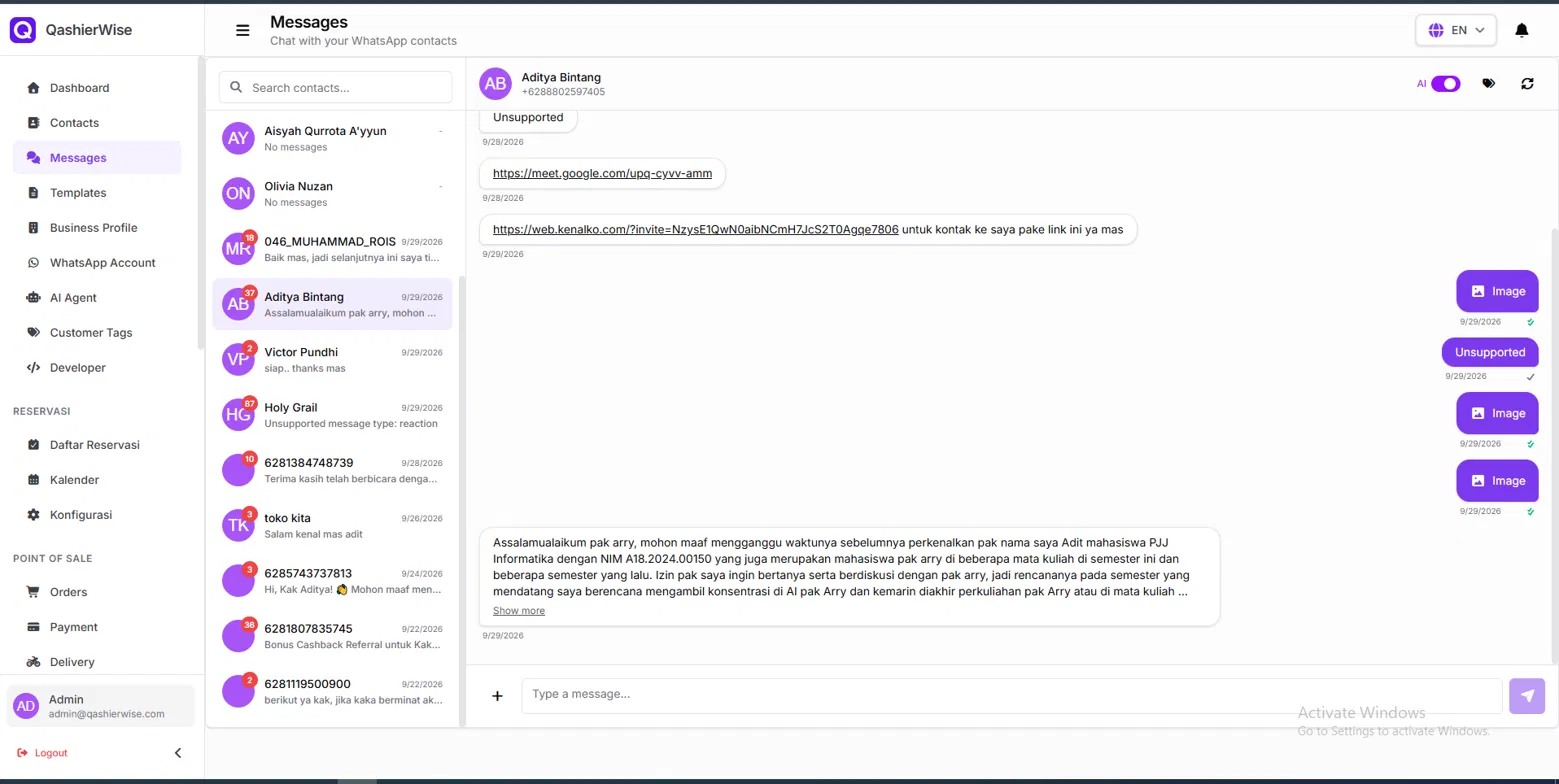 QashierWise
Dashboard
Contacts
Messages
Templates
Business Profile
WhatsApp Account
AI Agent
Customer Tags
Developer
RESERVASI
Daftar Reservasi
Kalender
Konfigurasi
POINT OF SALE
Orders
Payment
Delivery
AD
Admin
admin@qashierwise.com
Logout
Messages
Chat with your WhatsApp contacts
EN
Search contacts...
AY
Aisyah Qurrota A'yyun -
No messages
ON
Olivia Nuzan -
No messages
MR 18
046_MUHAMMAD_ROIS 9/29/2026
Baik mas, jadi selanjutnya ini saya ti...
AB 37
Aditya Bintang 9/29/2026
Assalamualaikum pak arry, mohon ...
VP 2
Victor Pundhi 9/29/2026
siap.. thanks mas
HG 87
Holy Grail 9/29/2026
Unsupported message type: reaction
10
6281384748739 9/28/2026
Terima kasih telah berbicara denga...
TK 3
toko kita 9/26/2026
Salam kenal mas adit
3
6285743737813 9/24/2026
Hi, Kak Aditya! 👏 Mohon maaf men...
38
6281807835745 9/22/2026
Bonus Cashback Referral untuk Kak...
2
6281119500900 9/22/2026
berikut ya kak, jika kaka berminat ak...
AB
Aditya Bintang
+6288802597405
AI
Unsupported
9/28/2026
https://meet.google.com/upq-cyvv-amm
9/28/2026
https://web.kenalko.com/?invite=NzysE1QwN0aibNCmH7JcS2T0Agqe7806 untuk kontak ke saya pake link ini ya mas
9/29/2026
Image
9/29/2026
Unsupported
9/29/2026
Image
9/29/2026
Image
9/29/2026
Assalamualaikum pak arry, mohon maaf mengganggu waktunya sebelumnya perkenalkan pak nama saya Adit mahasiswa PJJ
Informatika dengan NIM A18.2024.00150 yang juga merupakan mahasiswa pak arry di beberapa mata kuliah di semester ini dan
beberapa semester yang lalu. Izin pak saya ingin bertanya serta berdiskusi dengan pak arry, jadi rencananya pada semester yang
mendatang saya berencana mengambil konsentrasi di AI pak Arry dan kemarin diakhir perkuliahan pak Arry atau di mata kuliah ...
Show more
9/29/2026
Type a message...
Activate Windows
Go to Settings to activate Windows.